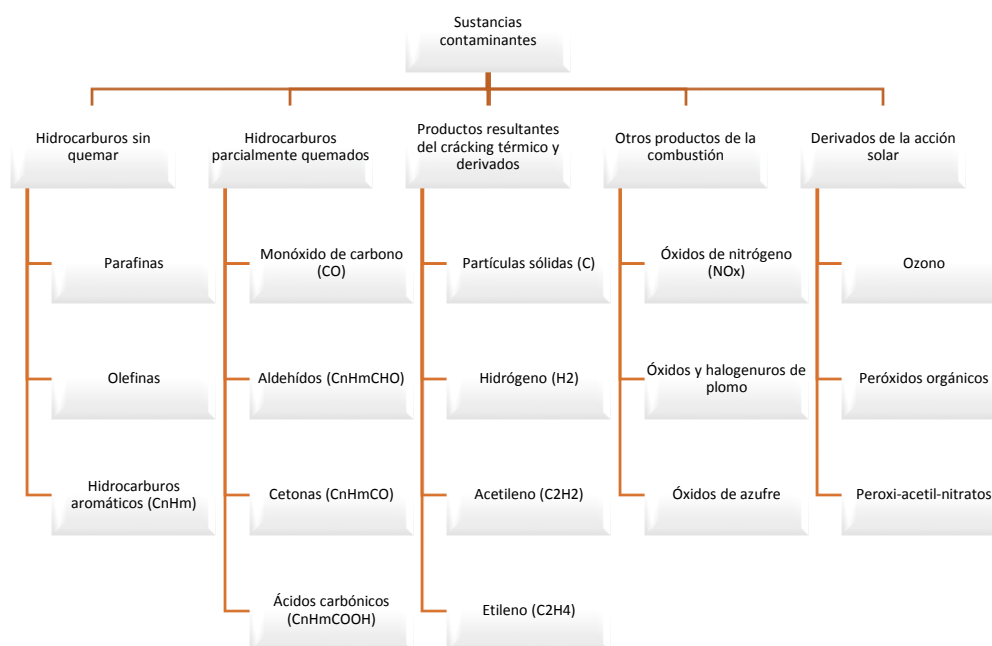 Sustancias
contaminantes
Hidrocarburos sin
quemar
Parafinas
Olefinas
Hidrocarburos
aromáticos (CnHm)
Hidrocarburos
parcialmente quemados
Monóxido de carbono
(CO)
Aldehídos (CnHmCHO)
Cetonas (CnHmCO)
Ácidos carbónicos
(CnHmCOOH)
Productos resultantes
del crácking térmico y
derivados
Partículas sólidas (C)
Hidrógeno (H2)
Acetileno (C2H2)
Etileno (C2H4)
Otros productos de la
combustión
Óxidos de nitrógeno
(NOx)
Óxidos y halogenuros de
plomo
Óxidos de azufre
Derivados de la acción
solar
Ozono
Peróxidos orgánicos
Peroxi-acetil-nitratos